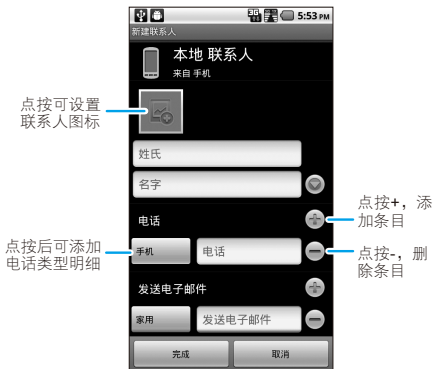 3G
5:53 PM
新建联系人
本地 联系人
来自 手机
点按可设置
联系人图标
姓氏
名字
电话
点按+，添
加条目
点按后可添加
电话类型明细
手机
电话
点按-，删
除条目
发送电子邮件
家用
发送电子邮件
完成
取消